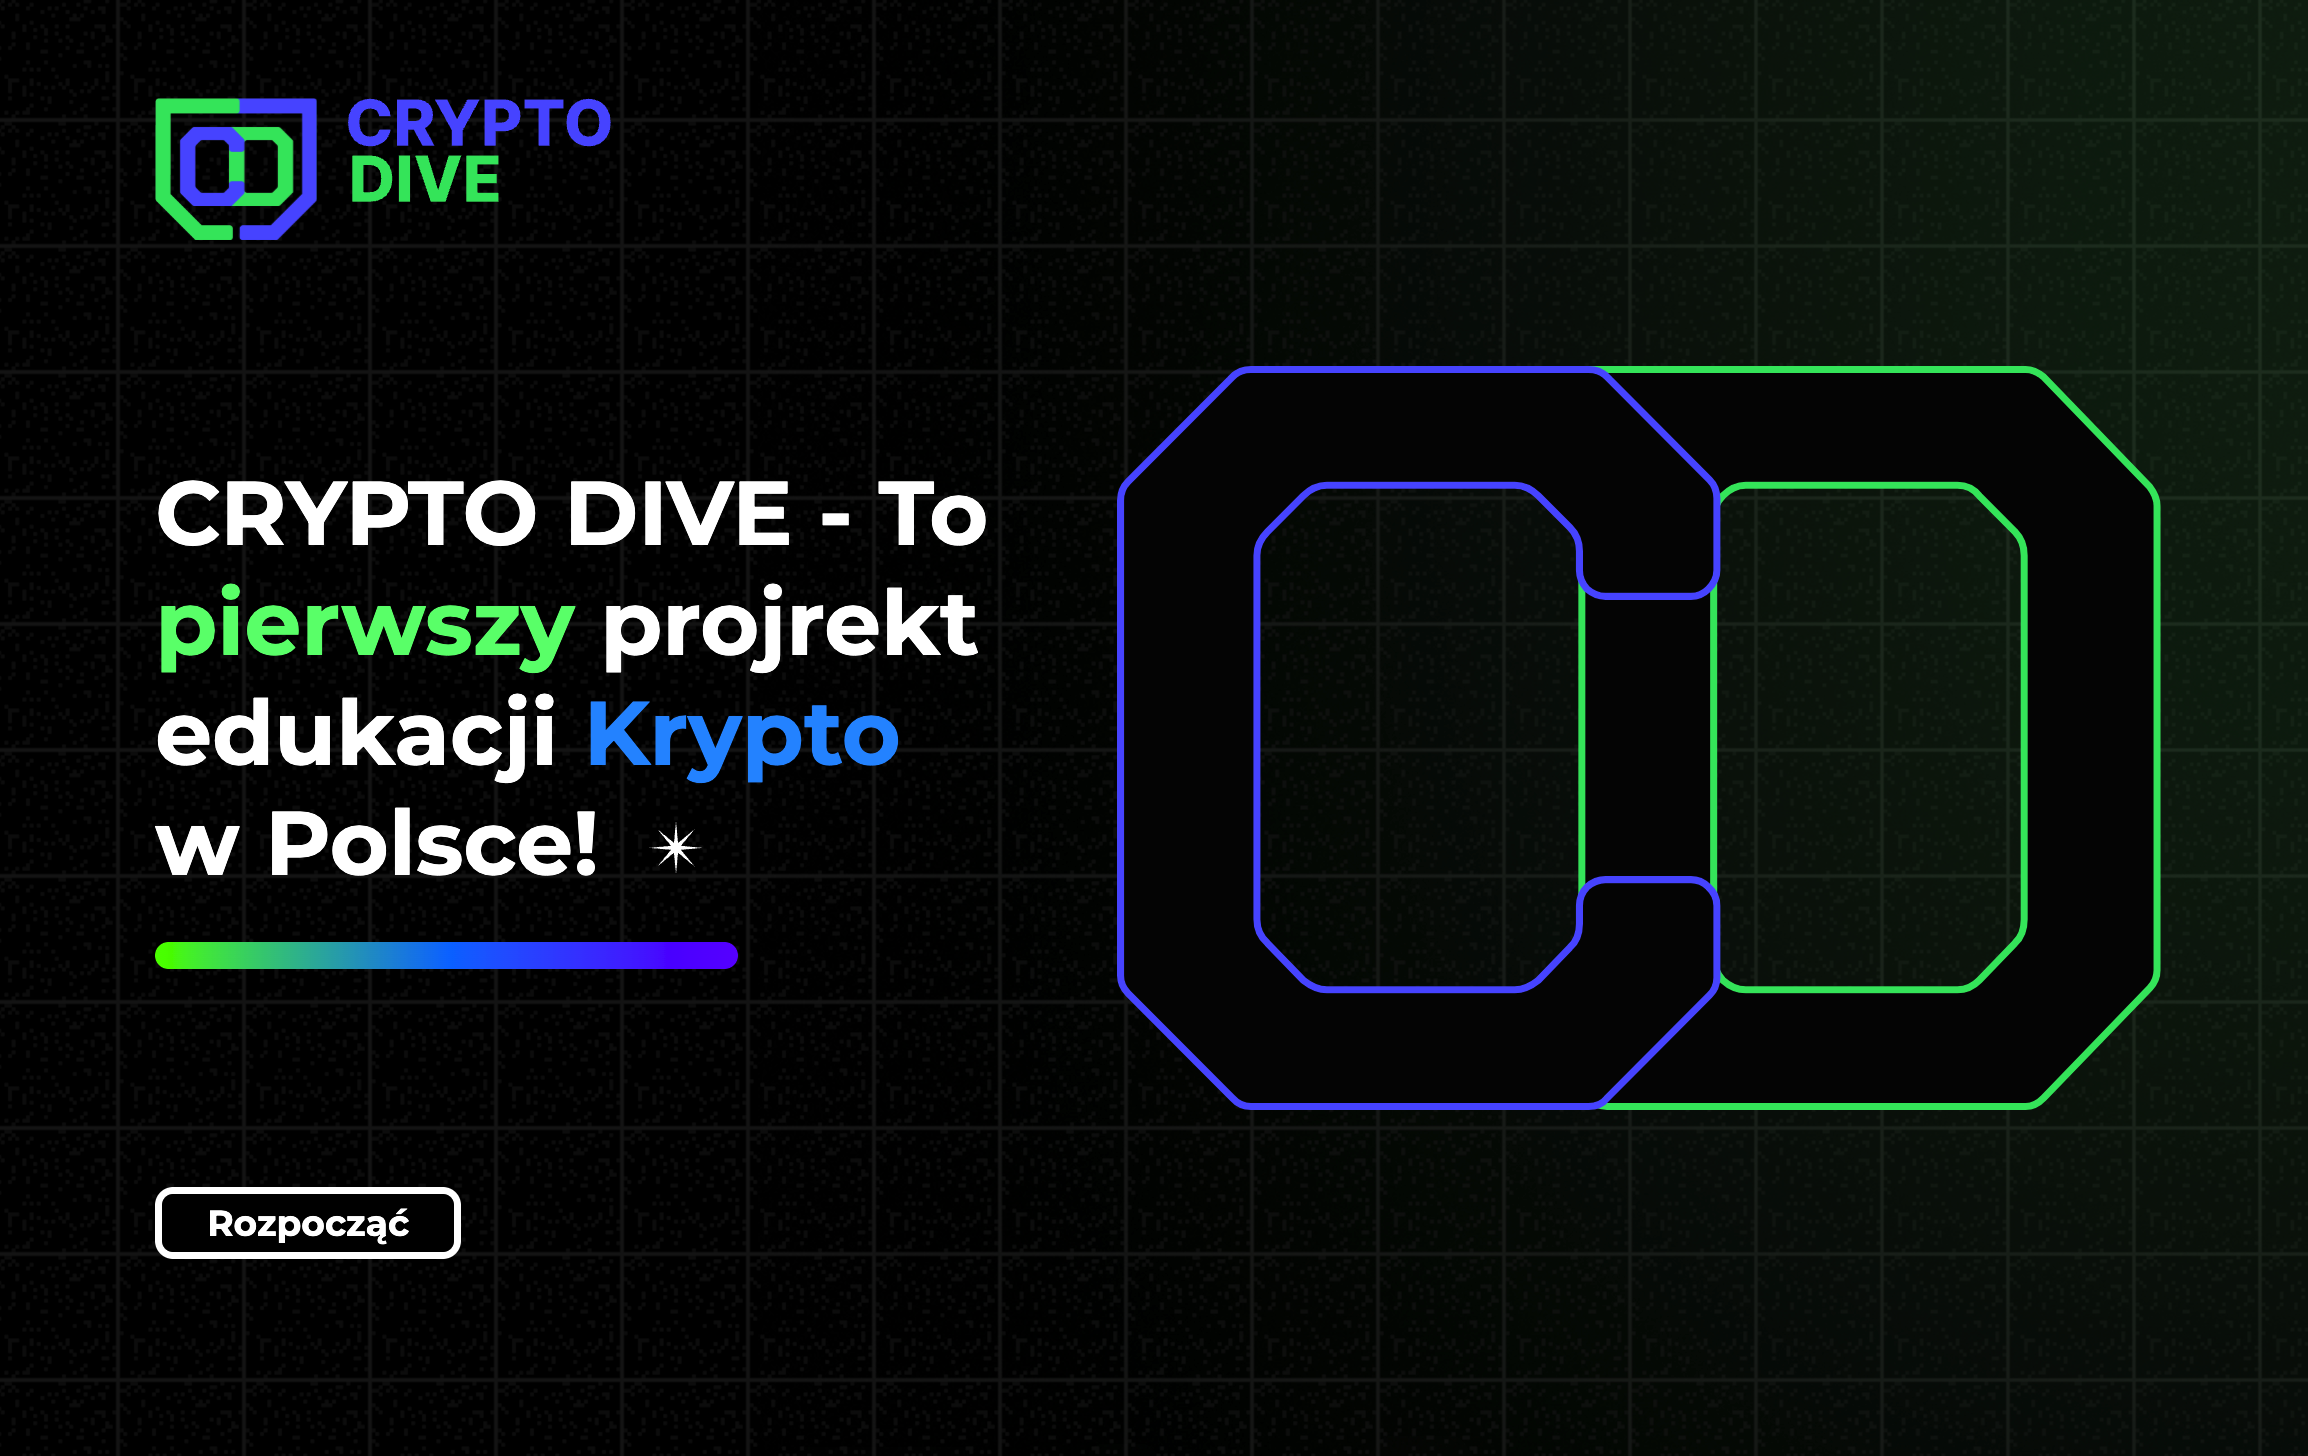 CRYPTO
DIVE
CRYPTO DIVE - To
pierwszy projrekt
edukacji Krypto
w Polsce!
Rozpocząć